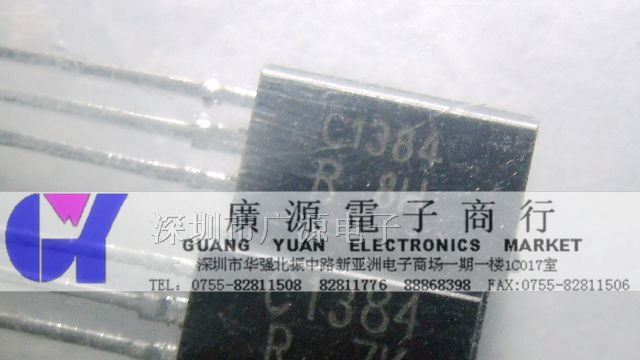 C1384
R 8H
廣源電子商行
深圳市广源电子
GUANG YUAN ELECTRONICS MARKET
深圳市华强北振中路新亚洲电子商场一期一楼1C017室
TEL: 0755-82811508 82811776 88868398 FAX:0755-82811506
C1384
R